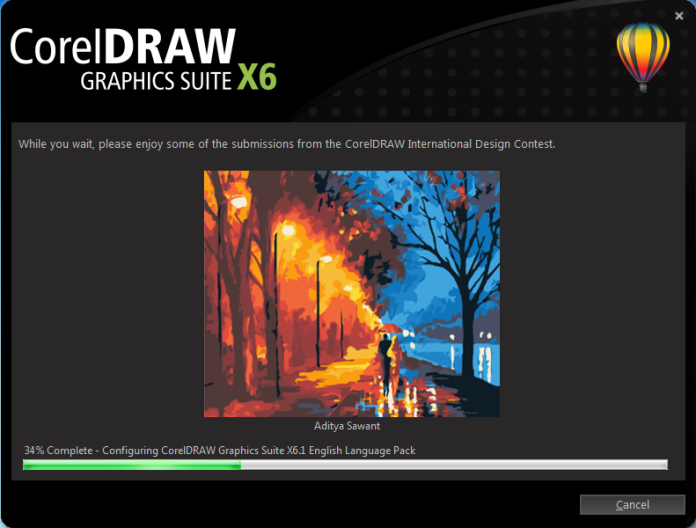 CorelDRAW
GRAPHICS SUITE X6
While you wait, please enjoy some of the submissions from the CorelDRAW International Design Contest.
Aditya Sawant
34% Complete - Configuring CorelDRAW Graphics Suite X6.1 English Language Pack
Cancel